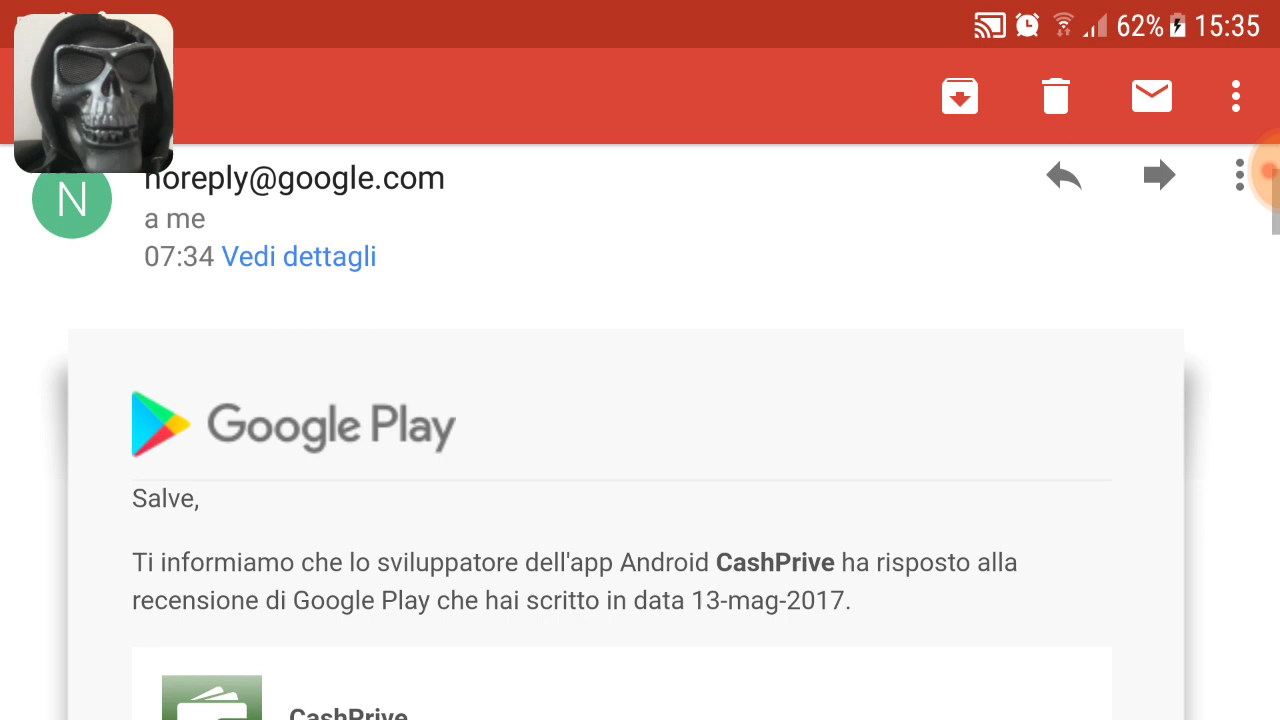 62% 15:35
noreply@google.com
N
a me
07:34 Vedi dettagli
Google Play
Salve,
Ti informiamo che lo sviluppatore dell'app Android CashPrive ha risposto alla
recensione di Google Play che hai scritto in data 13-mag-2017.
CashPrive